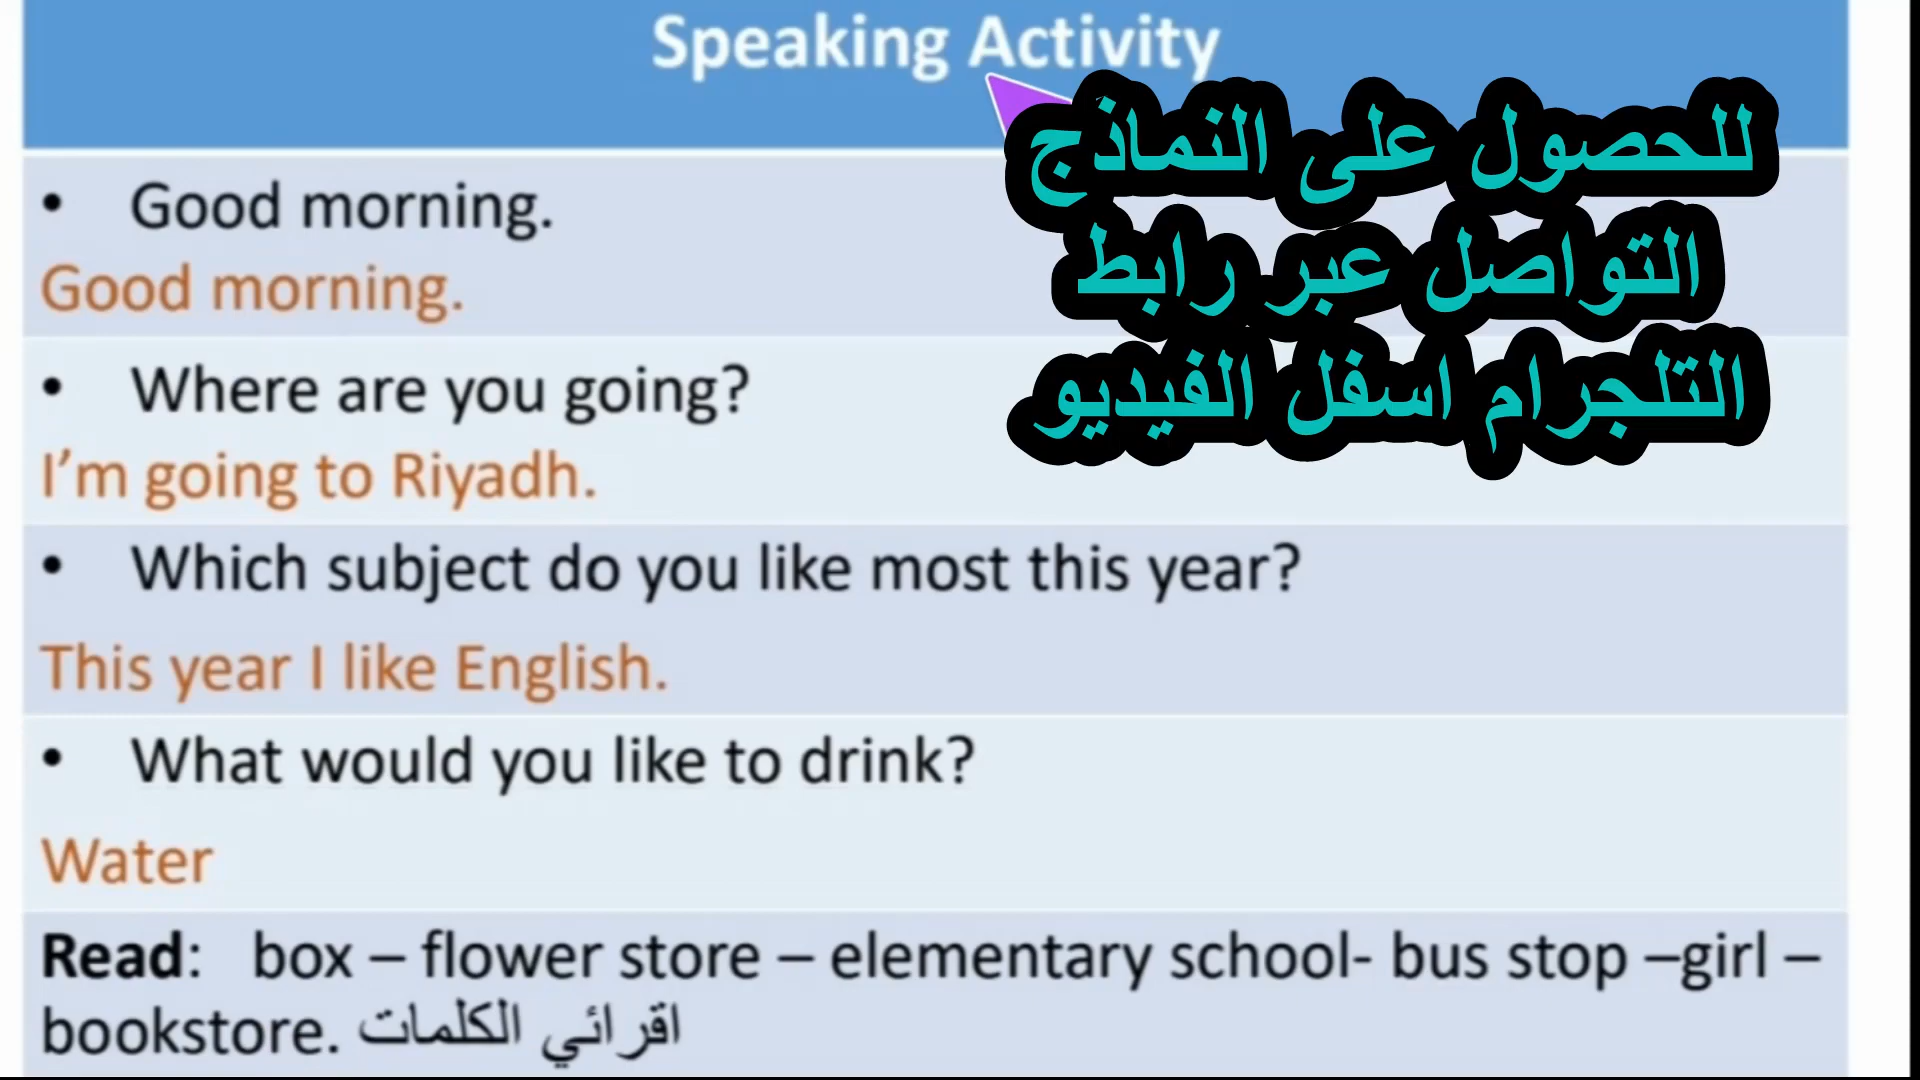 Speaking Activity
للحصول على النماذج
التواصل عبر رابط
التلجرام اسفل الفيديو
• Good morning.
Good morning.
• Where are you going?
I’m going to Riyadh.
• Which subject do you like most this year?
This year I like English.
• What would you like to drink?
Water
Read: box – flower store – elementary school- bus stop –girl –
bookstore. اقرائي الكلمات